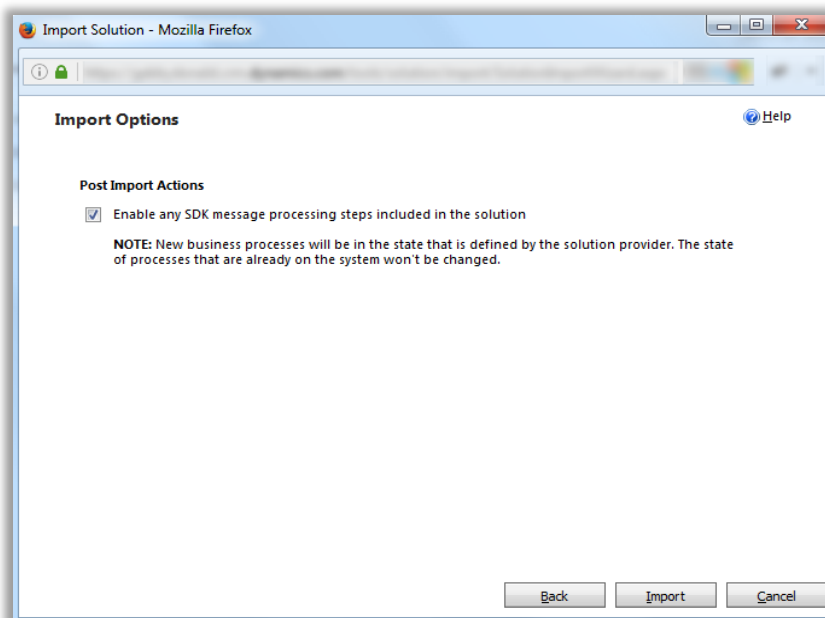 Import Solution - Mozilla Firefox
Import Options
Help
Post Import Actions
Enable any SDK message processing steps included in the solution
NOTE: New business processes will be in the state that is defined by the solution provider. The state
of processes that are already on the system won't be changed.
Back Import Cancel